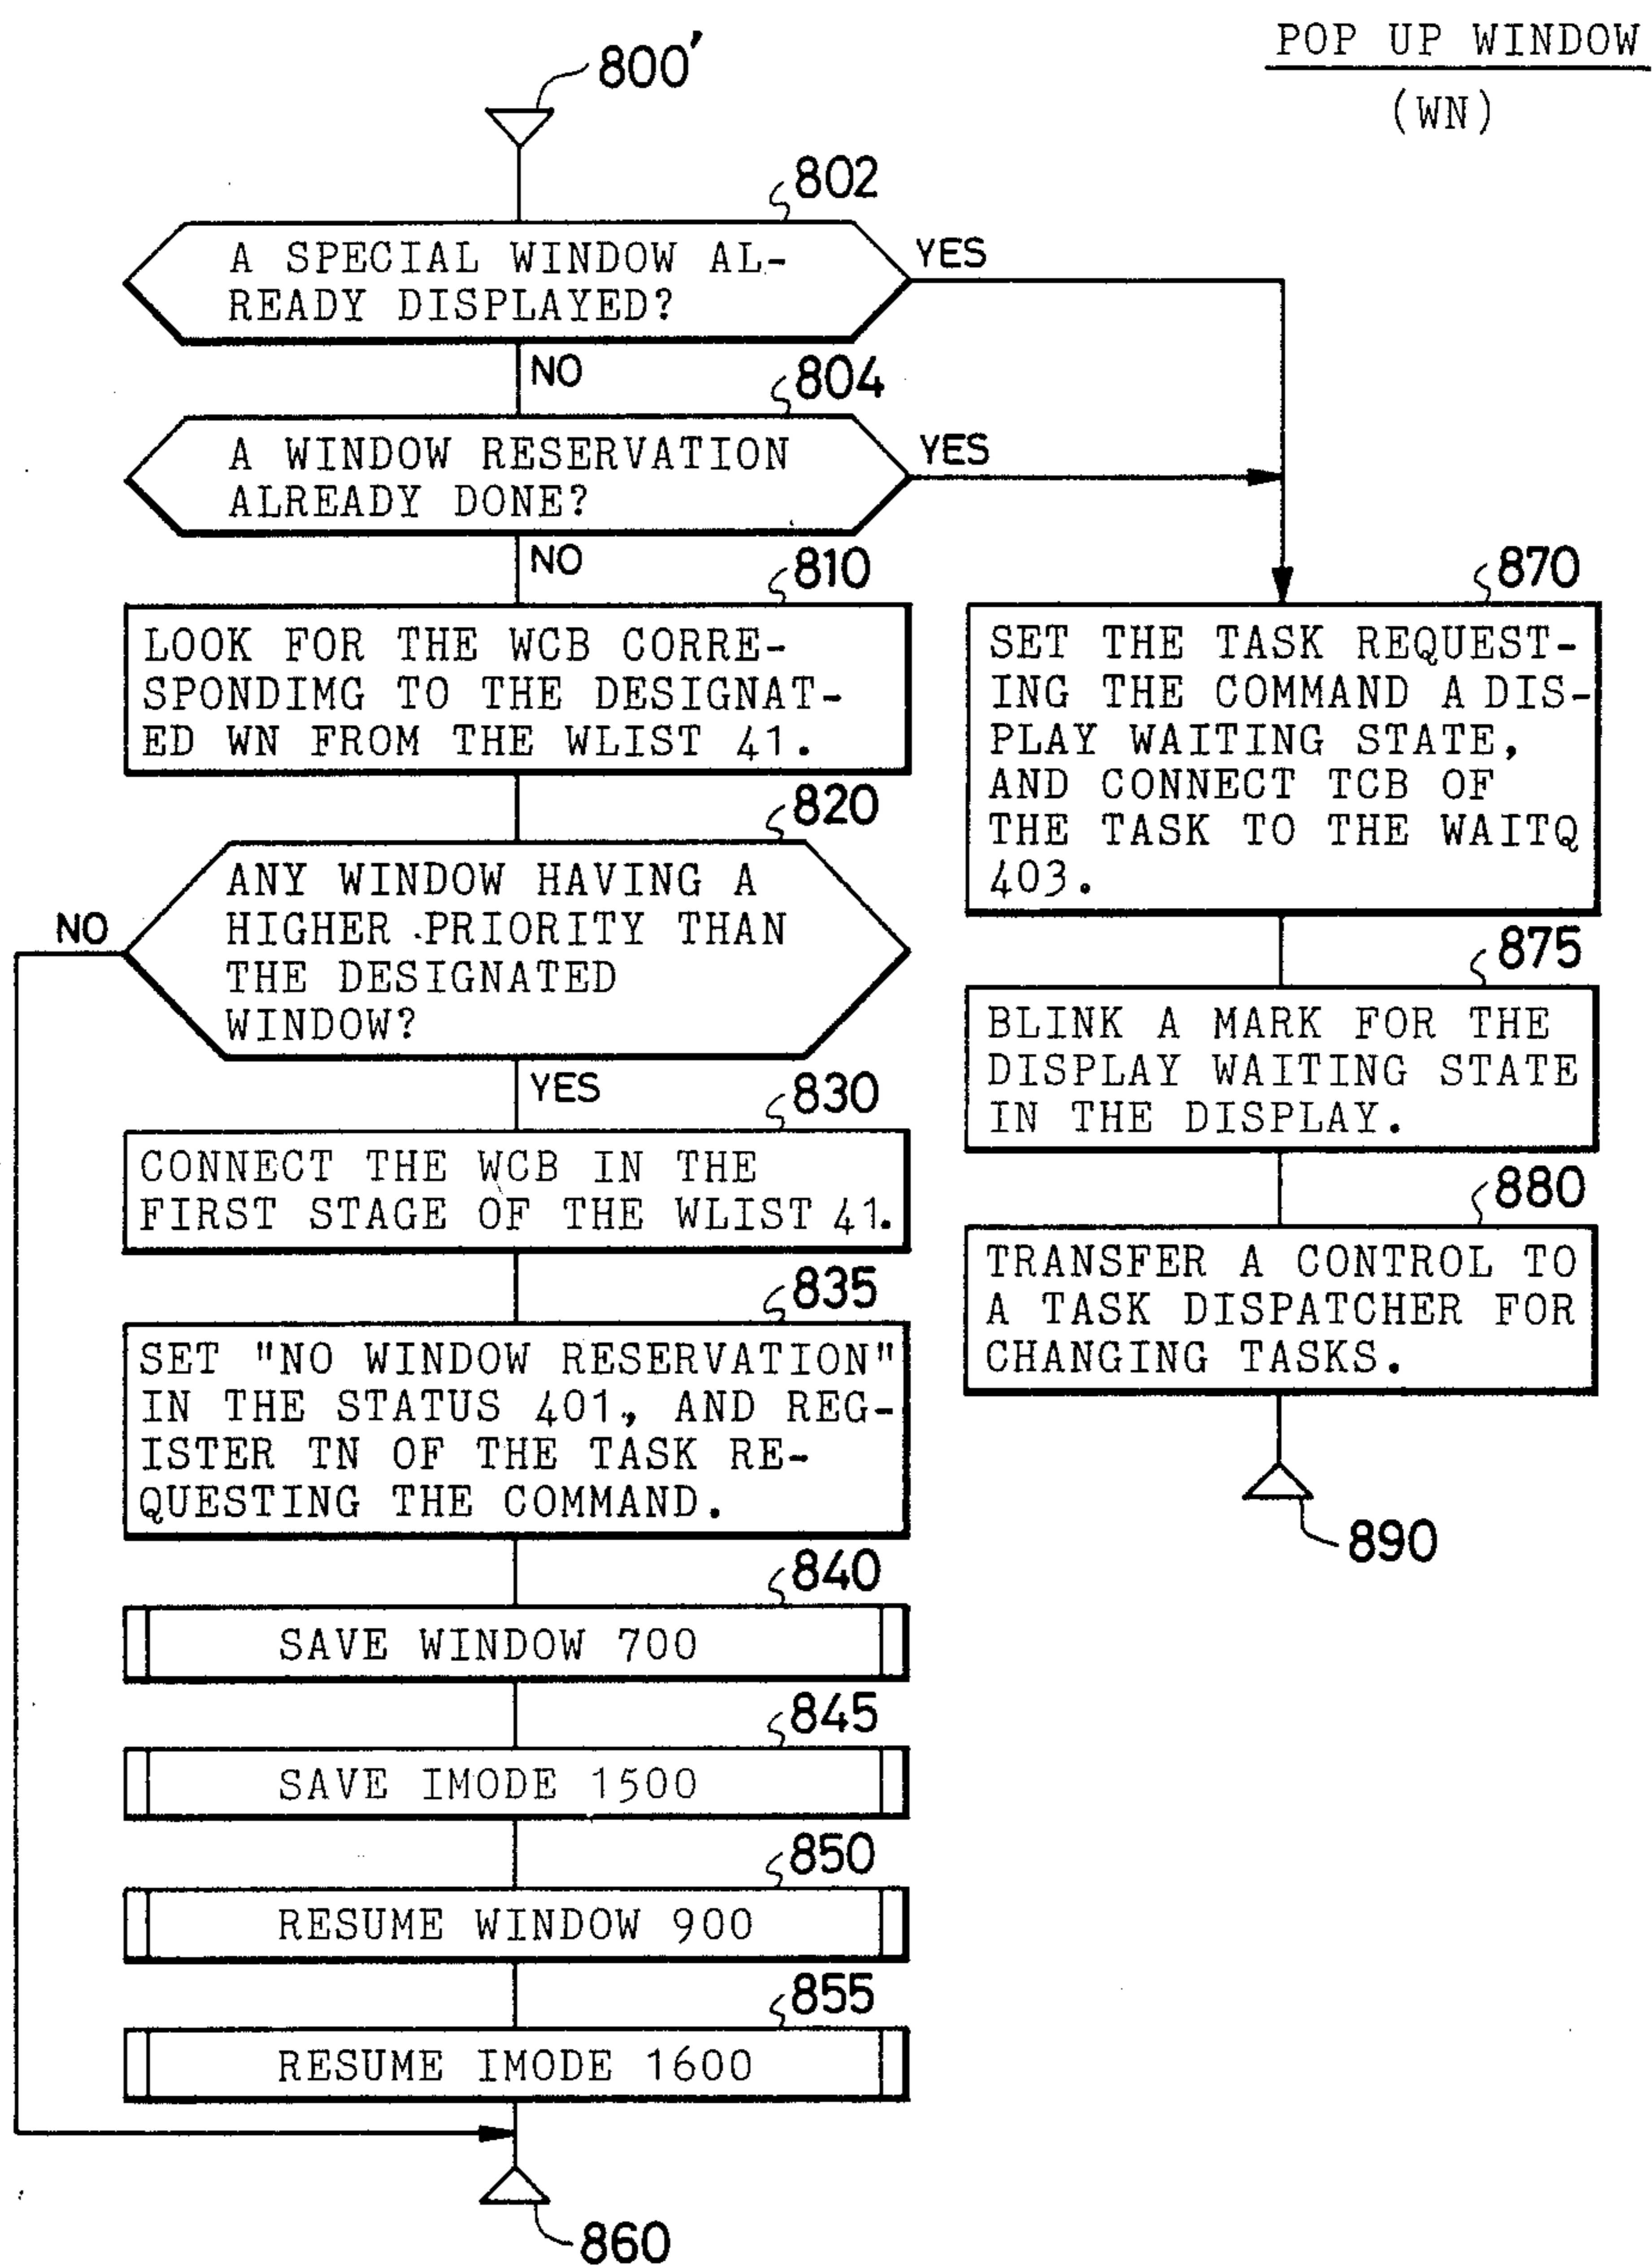 POP UP WINDOW
(WN)
800'
802
A SPECIAL WINDOW AL-
READY DISPLAYED?
YES
NO
804
A WINDOW RESERVATION
ALREADY DONE?
YES
NO
810
LOOK FOR THE WCB CORRE-
SPONDIMG TO THE DESIGNAT-
ED WN FROM THE WLIST 41.
820
ANY WINDOW HAVING A
HIGHER PRIORITY THAN
THE DESIGNATED
WINDOW?
NO
YES
830
CONNECT THE WCB IN THE
FIRST STAGE OF THE WLIST 41.
835
SET "NO WINDOW RESERVATION"
IN THE STATUS 401, AND REG-
ISTER TN OF THE TASK RE-
QUESTING THE COMMAND.
840
SAVE WINDOW 700
845
SAVE IMODE 1500
850
RESUME WINDOW 900
855
RESUME IMODE 1600
860
870
SET THE TASK REQUEST-
ING THE COMMAND A DIS-
PLAY WAITING STATE,
AND CONNECT TCB OF
THE TASK TO THE WAITQ
403.
875
BLINK A MARK FOR THE
DISPLAY WAITING STATE
IN THE DISPLAY.
880
TRANSFER A CONTROL TO
A TASK DISPATCHER FOR
CHANGING TASKS.
890